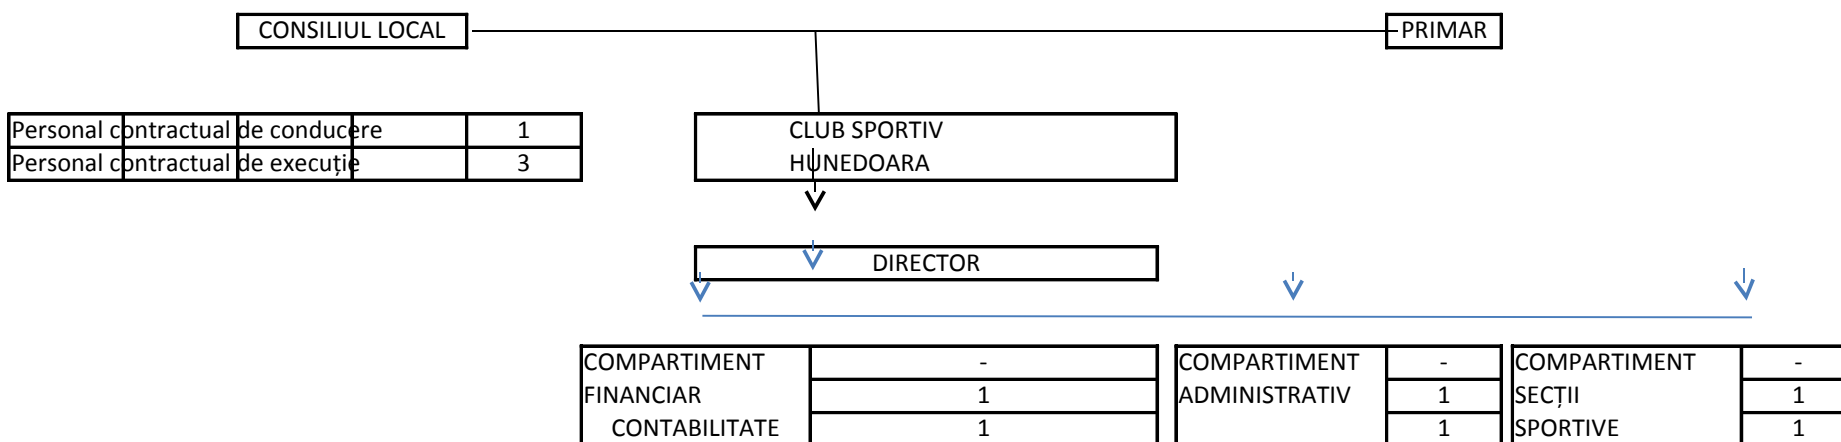 CONSILIUL LOCAL PRIMAR
Personal contractual de conducere 1
Personal contractual de execuție 3
CLUB SPORTIV
HUNEDOARA
DIRECTOR
COMPARTIMENT - COMPARTIMENT - COMPARTIMENT -
FINANCIAR 1 ADMINISTRATIV 1 SECȚII 1
CONTABILITATE 1 1 SPORTIVE 1